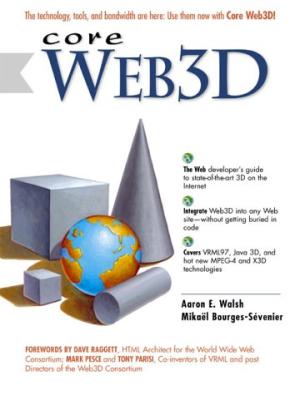 The technology, tools, and bandwidth are here: Use them now with Core Web3D!
core
WEB3D
The Web developer's guide
to state-of-the-art 3D on the
Internet
Integrate Web3D into any Web
site—without getting buried in
code
Covers VRML97, Java 3D, and
hot new MPEG-4 and X3D
technologies
Aaron E. Walsh
Mikaël Bourges-Sévenier
FOREWORDS BY DAVE RAGGETT, HTML Architect for the World Wide Web
Consortium; MARK PESCE and TONY PARISI, Co-inventors of VRML and past
Directors of the Web3D Consortium